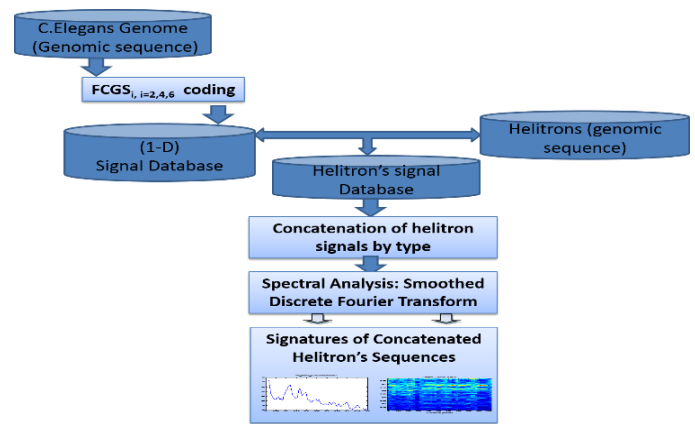 C.Elegans Genome
(Genomic sequence)
FCGSi, i=2,4,6 coding
(1-D)
Signal Database
Helitrons (genomic
sequence)
Helitron's signal
Database
Concatenation of helitron
signals by type
Spectral Analysis: Smoothed
Discrete Fourier Transform
Signatures of Concatenated
Helitron's Sequences